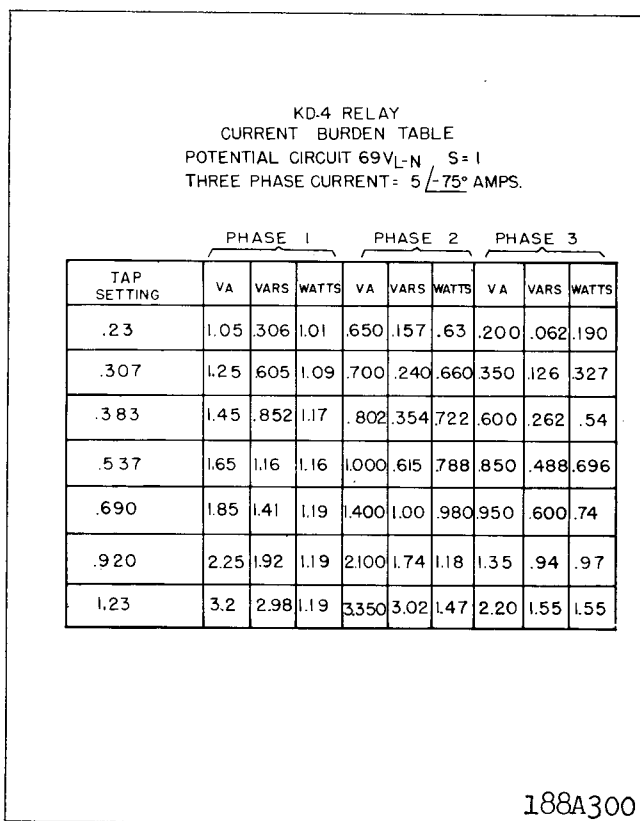 KD-4 RELAY
CURRENT BURDEN TABLE
POTENTIAL CIRCUIT 69VL-N , S=1
THREE PHASE CURRENT= 5 /-75° AMPS.
PHASE 1 PHASE 2 PHASE 3
TAP SETTING VA VARS WATTS VA VARS WATTS VA VARS WATTS
.23 1.05 .306 1.01 .650 .157 .63 .200 .062 .190
.307 1.25 .605 1.09 .700 .240 .660 .350 .126 .327
.383 1.45 .852 1.17 .802 .354 .722 .600 .262 .54
.537 1.65 1.16 1.16 1.000 .615 .788 .850 .488 .696
.690 1.85 1.41 1.19 1.400 1.00 .980 .950 .600 .74
.920 2.25 1.92 1.19 2.100 1.74 1.18 1.35 .94 .97
1.23 3.2 2.98 1.19 3.350 3.02 1.47 2.20 1.55 1.55
188A300